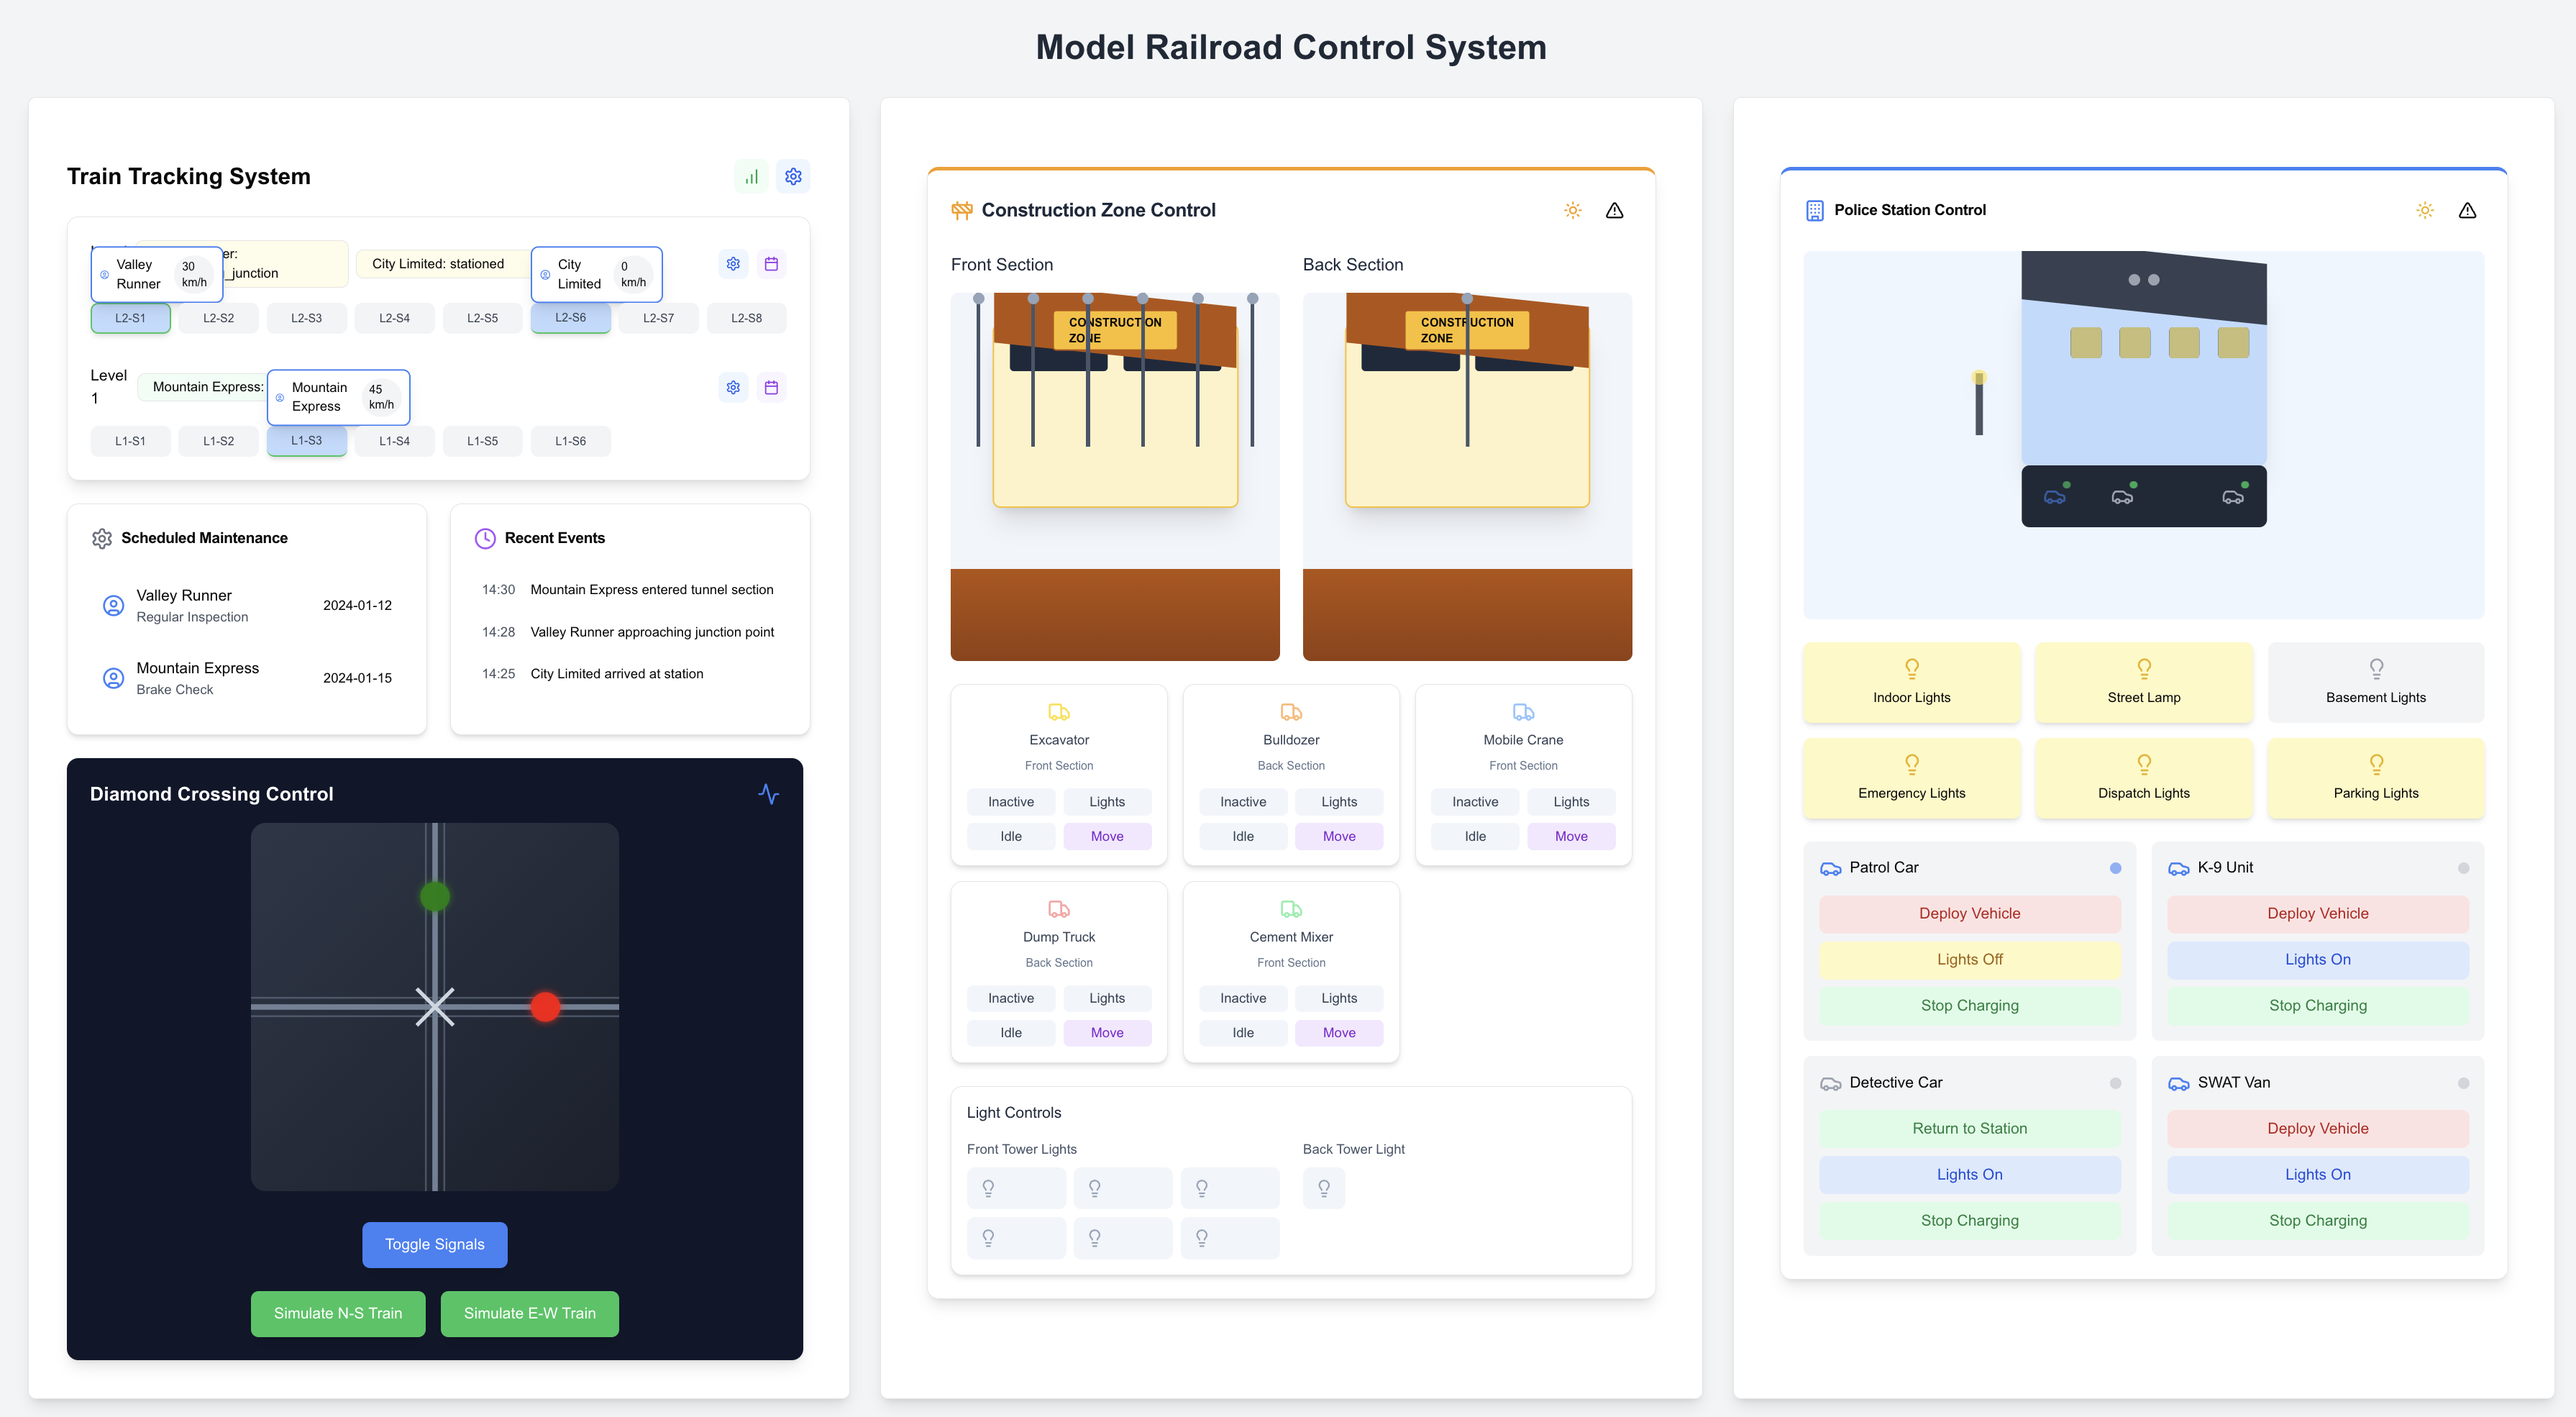 Model Railroad Control System
Train Tracking System
er:
_junction
City Limited: stationed
Valley
Runner
30
km/h
City
Limited
0
km/h
L2-S1
L2-S2
L2-S3
L2-S4
L2-S5
L2-S6
L2-S7
L2-S8
Level
1
Mountain Express:
Mountain
Express
45
km/h
L1-S1
L1-S2
L1-S3
L1-S4
L1-S5
L1-S6
Scheduled Maintenance
Valley Runner
Regular Inspection
2024-01-12
Mountain Express
Brake Check
2024-01-15
Recent Events
14:30 Mountain Express entered tunnel section
14:28 Valley Runner approaching junction point
14:25 City Limited arrived at station
Diamond Crossing Control
Toggle Signals
Simulate N-S Train
Simulate E-W Train
Construction Zone Control
Front Section
CONSTRUCTION
ZONE
Back Section
CONSTRUCTION
ZONE
Excavator
Front Section
Inactive
Lights
Idle
Move
Bulldozer
Back Section
Inactive
Lights
Idle
Move
Mobile Crane
Front Section
Inactive
Lights
Idle
Move
Dump Truck
Back Section
Inactive
Lights
Idle
Move
Cement Mixer
Front Section
Inactive
Lights
Idle
Move
Light Controls
Front Tower Lights
Back Tower Light
Police Station Control
Indoor Lights
Street Lamp
Basement Lights
Emergency Lights
Dispatch Lights
Parking Lights
Patrol Car
Deploy Vehicle
Lights Off
Stop Charging
K-9 Unit
Deploy Vehicle
Lights On
Stop Charging
Detective Car
Return to Station
Lights On
Stop Charging
SWAT Van
Deploy Vehicle
Lights On
Stop Charging